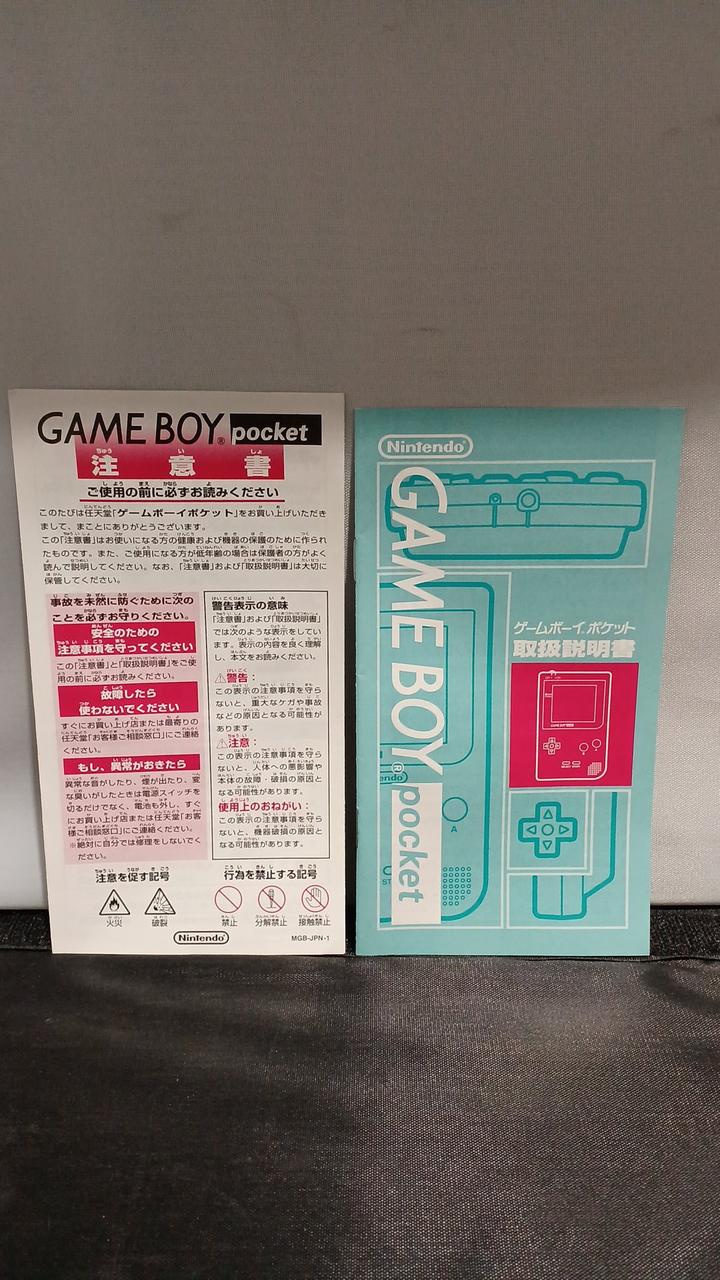 GAME BOY® pocket
注意書
ご使用の前に必ずお読みください
このたびは任天堂「ゲームボーイポケット」をお買い上げいただき
まして、まことにありがとうございます。
この「注意書」はお使いになる方の健康および機器の保護のために作られ
たものです。また、ご使用になる方が低年齢の場合は保護者の方がよく
読んで説明してください。なお、「注意書」および「取扱説明書」は大切に
保管してください。
事故を未然に防ぐために次の
ことを必ずお守りください。
安全のための
注意事項を守ってください
この「注意書」と「取扱説明書」をご使
用の前に必ずお読みください。
故障したら
使わないでください
すぐにお買い上げ店または最寄りの
任天堂「お客様ご相談窓口」にご連絡
ください。
もし、異常がおきたら
異常な音がしたり、煙が出たり、変
な臭いがしたときは電源スイッチを
切るだけでなく、電池も外し、すぐ
にお買い上げ店または任天堂「お客
様ご相談窓口」にご連絡ください。
※絶対に自分では修理をしないでく
ださい。
警告表示の意味
「注意書」および「取扱説明書」
では次のような表示をしてい
ます。表示の内容を良く理解
し、本文をお読みください。
⚠警告:
この表示の注意事項を守ら
ないと、重大なケガや事故
などの原因となる可能性が
あります。
⚠注意:
この表示の注意事項を守ら
ないと、人体への悪影響や
本体の故障・破損の原因と
なる可能性があります。
使用上のおねがい:
この表示の注意事項を守ら
ないと、機器破損の原因と
なる可能性があります。
注意を促す記号
火災
破裂
行為を禁止する記号
禁止
分解禁止
接触禁止
Nintendo
MGB-JPN-1
Nintendo®
GAME BOY® pocket
ゲームボーイポケット
取扱説明書
A